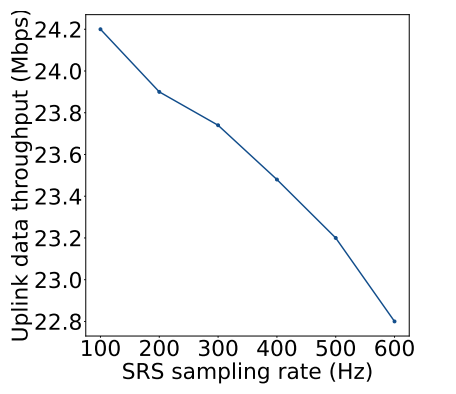 Uplink data throughput (Mbps)
24.2
24.0
23.8
23.6
23.4
23.2
23.0
22.8
100 200 300 400 500 600
SRS sampling rate (Hz)